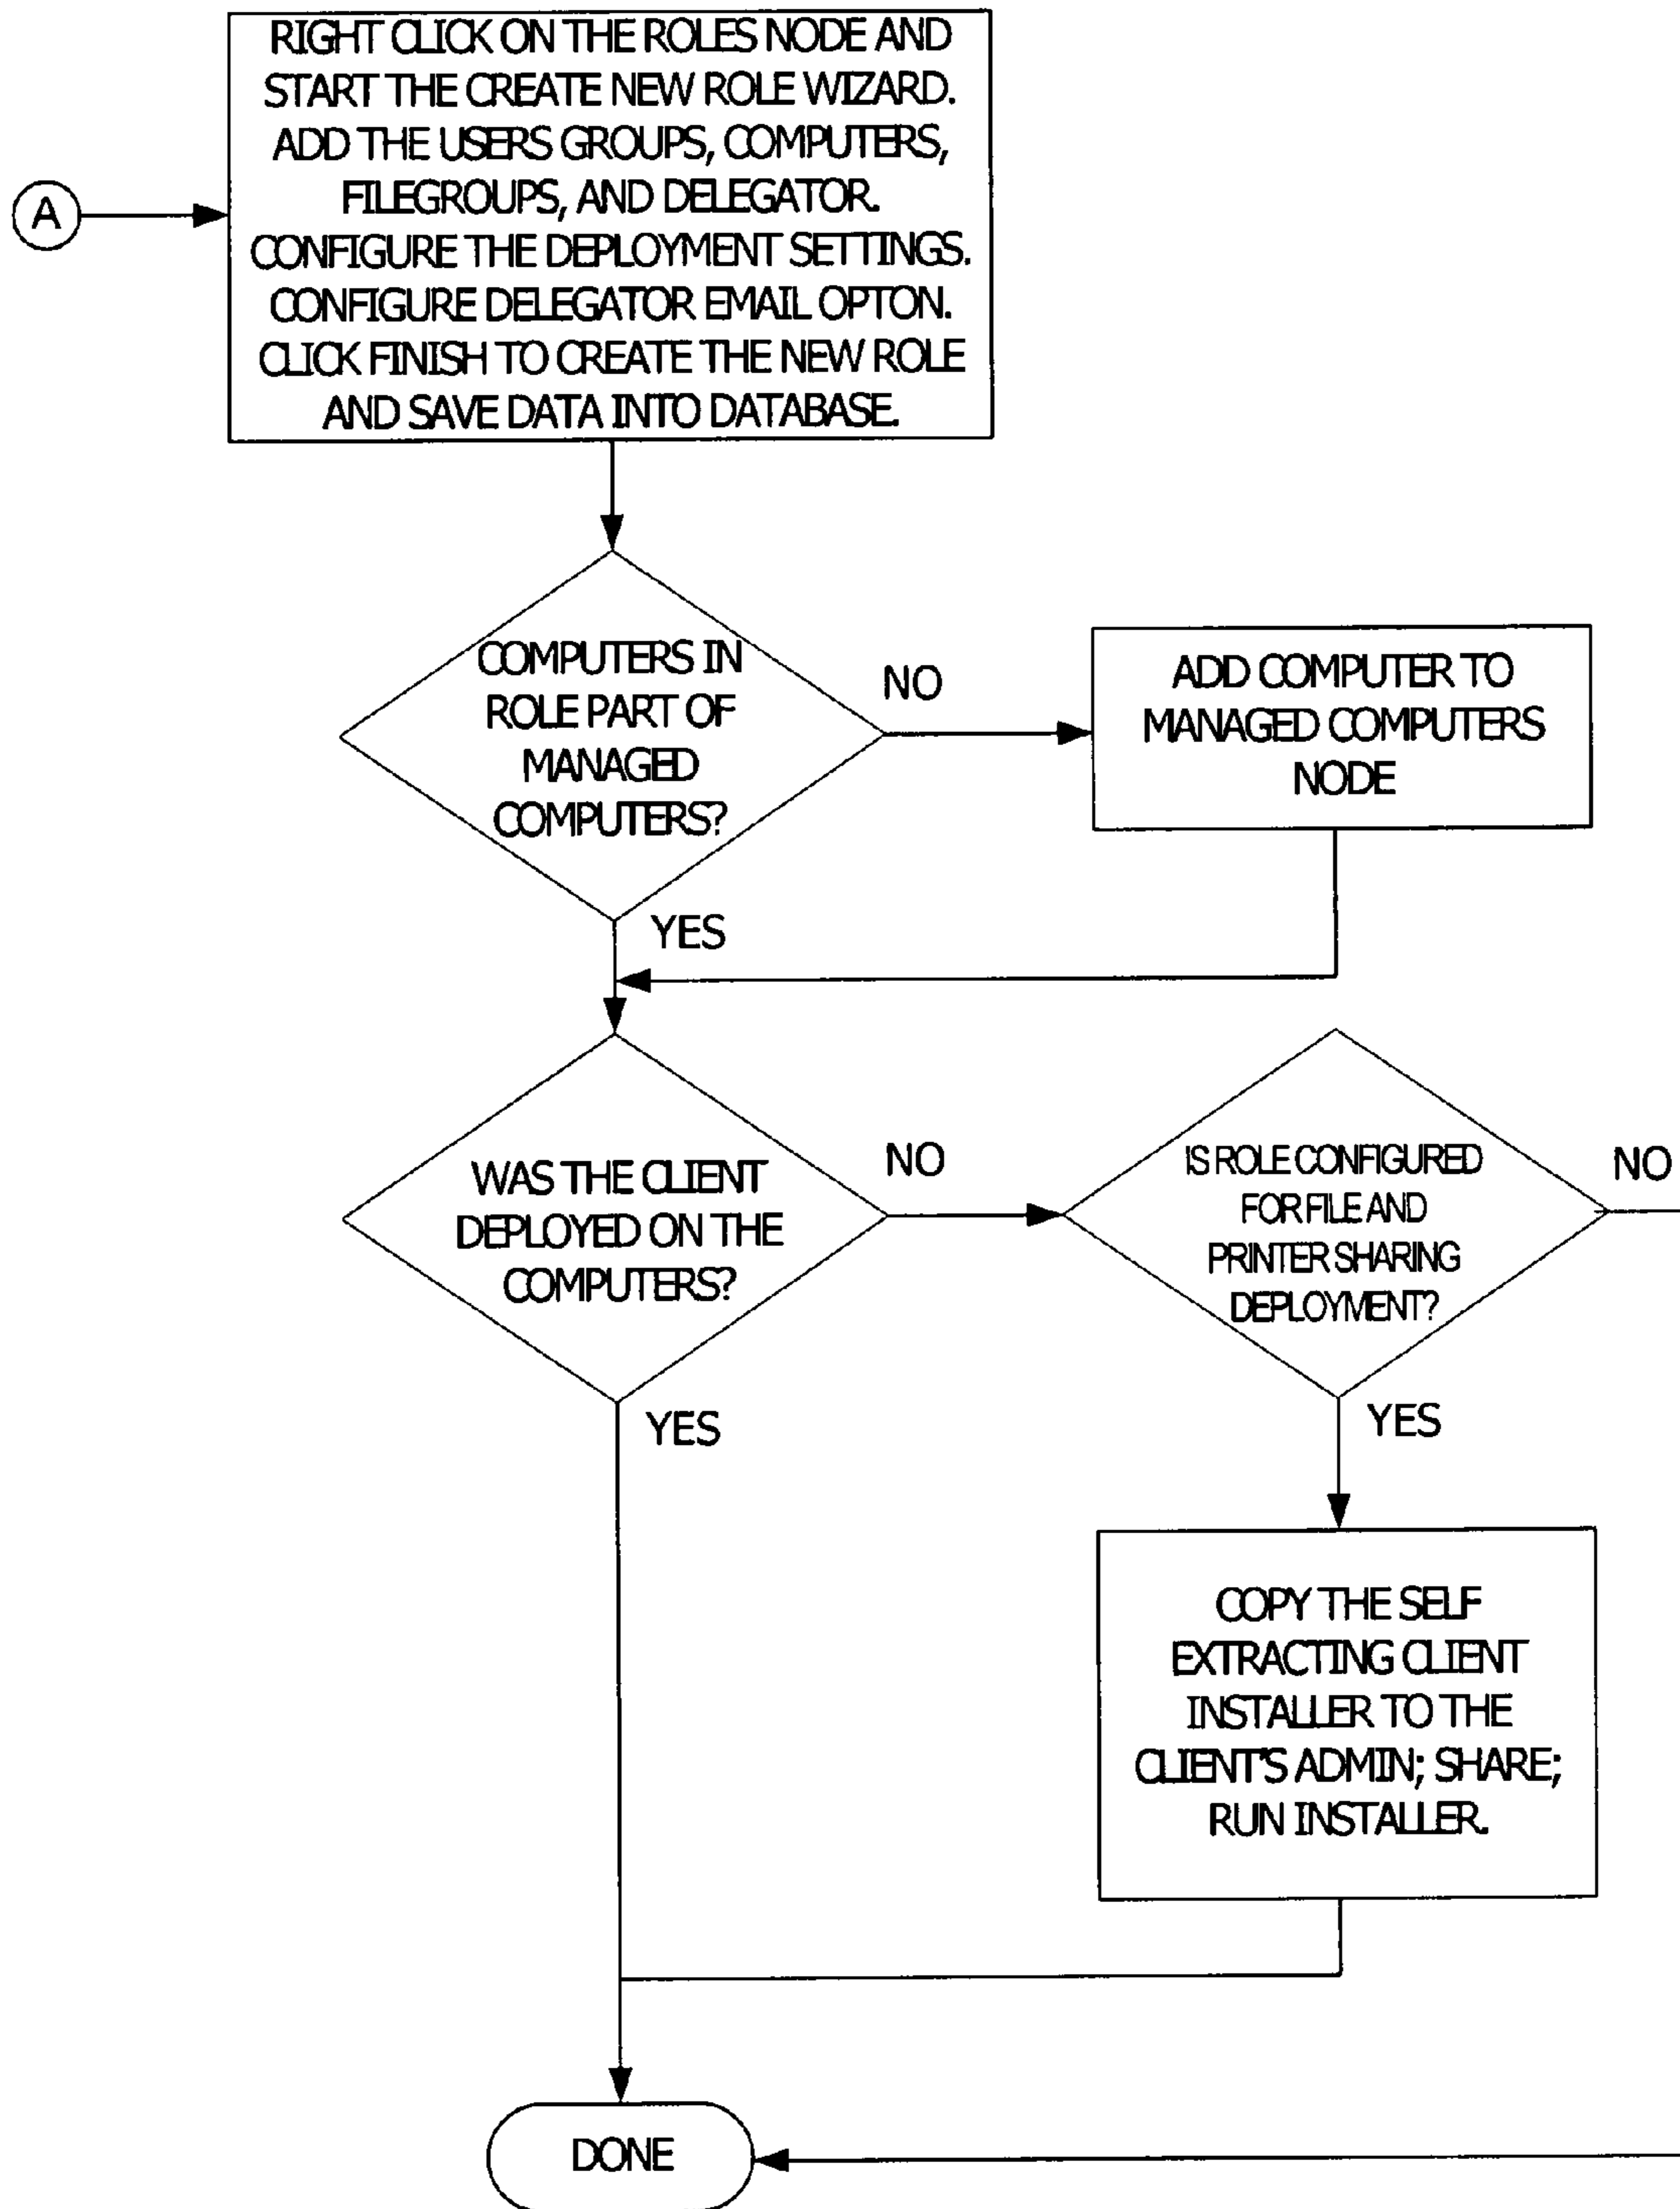 A
RIGHT CLICK ON THE ROLES NODE AND
START THE CREATE NEW ROLE WIZARD.
ADD THE USERS GROUPS, COMPUTERS,
FILEGROUPS, AND DELEGATOR.
CONFIGURE THE DEPLOYMENT SETTINGS.
CONFIGURE DELEGATOR EMAIL OPTON.
CLICK FINISH TO CREATE THE NEW ROLE
AND SAVE DATA INTO DATABASE.
COMPUTERS IN
ROLE PART OF
MANAGED
COMPUTERS?
NO
ADD COMPUTER TO
MANAGED COMPUTERS
NODE
YES
WAS THE CLIENT
DEPLOYED ON THE
COMPUTERS?
NO
IS ROLE CONFIGURED
FOR FILE AND
PRINTER SHARING
DEPLOYMENT?
NO
YES
YES
COPY THE SELF
EXTRACTING CLIENT
INSTALLER TO THE
CLIENT'S ADMIN; SHARE;
RUN INSTALLER.
DONE